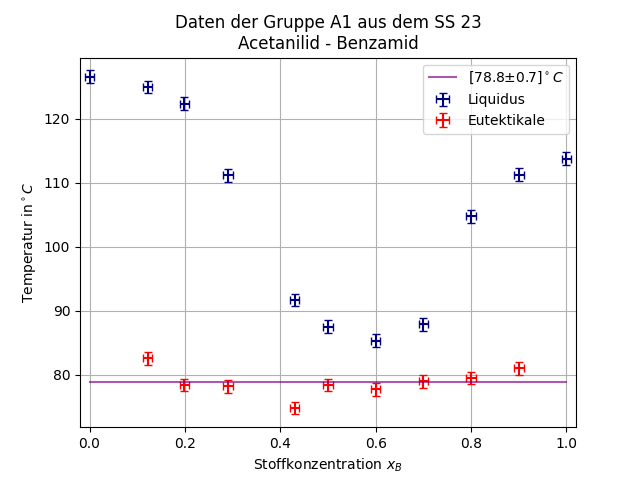 Daten der Gruppe A1 aus dem SS 23
Acetanilid - Benzamid
[78.8±0.7]°C
Liquidus
Eutektikale
Temperatur in°C
120
110
100
90
80
0.0 0.2 0.4 0.6 0.8 1.0
Stoffkonzentration x_B